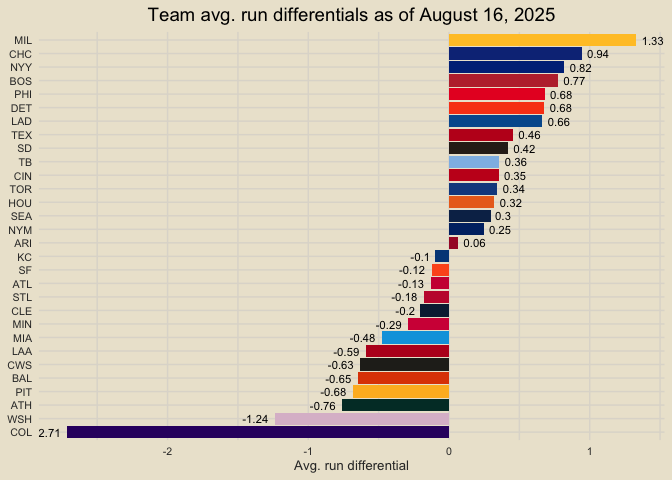 Team avg. run differentials as of August 16, 2025
MIL 1.33
CHC 0.94
NYY 0.82
BOS 0.77
PHI 0.68
DET 0.68
LAD 0.66
TEX 0.46
SD 0.42
TB 0.36
CIN 0.35
TOR 0.34
HOU 0.32
SEA 0.3
NYM 0.25
ARI 0.06
KC -0.1
SF -0.12
ATL -0.13
STL -0.18
CLE -0.2
MIN -0.29
MIA -0.48
LAA -0.59
CWS -0.63
BAL -0.65
PIT -0.68
ATH -0.76
WSH -1.24
COL 2.71
-2 -1 0 1
Avg. run differential